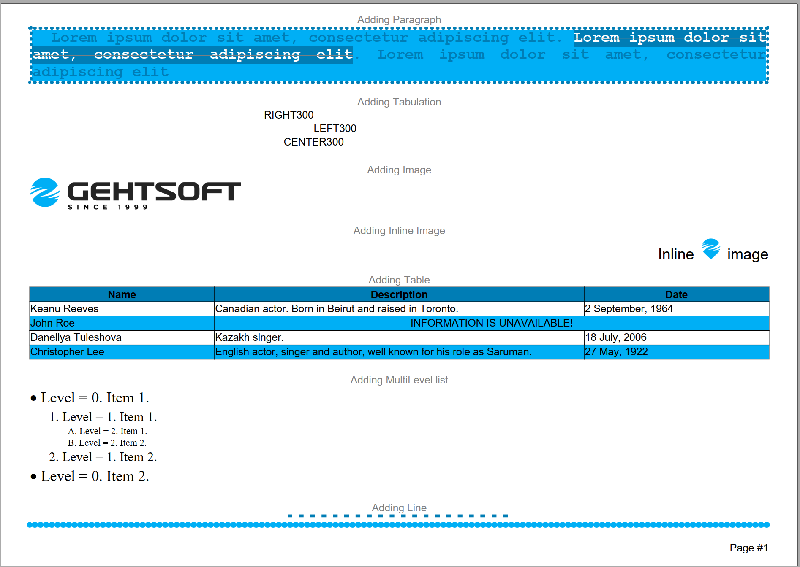 Adding Paragraph
Lorem ipsum dolor sit amet, consectetur adipiscing elit. Lorem ipsum dolor sit
amet, consectetur adipiscing elit. Lorem ipsum dolor sit amet, consectetur
adipiscing elit
Adding Tabulation
RIGHT300
LEFT300
CENTER300
Adding Image
GEHTSOFT
SINCE 1999
Adding Inline Image
Inline image
Adding Table
Name Description Date
Keanu Reeves Canadian actor. Born in Beirut and raised in Toronto. 2 September, 1964
John Roe INFORMATION IS UNAVAILABLE!
Daneliya Tuleshova Kazakh singer. 18 July, 2006
Christopher Lee English actor, singer and author, well known for his role as Saruman. 27 May, 1922
Adding MultiLevel list
• Level = 0. Item 1.
1. Level = 1. Item 1.
A. Level = 2. Item 1.
B. Level = 2. Item 2.
2. Level = 1. Item 2.
• Level = 0. Item 2.
Adding Line
Page #1